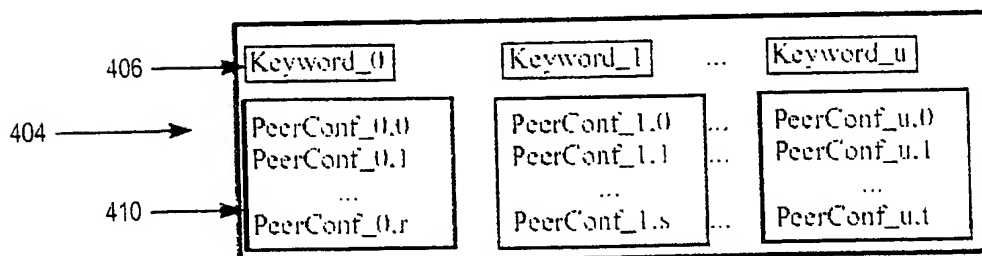 406 Keyword_0 Keyword_1 ... Keyword_u
404 PeerConf_0.0 PeerConf_1.0 ... PeerConf_u.0
PeerConf_0.1 PeerConf_1.1 ... PeerConf_u.1
... ... ...
410 PeerConf_0.r PeerConf_1.s ... PeerConf_u.t